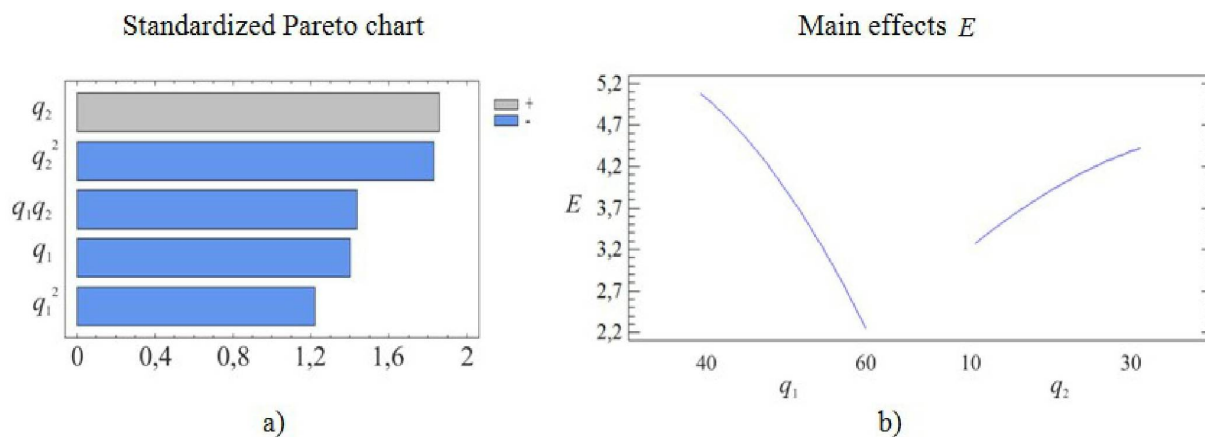 Standardized Pareto chart
q₂
q₂²
q₁q₂
q₁
q₁²
+
-
0 0,4 0,8 1,2 1,6 2
a)
Main effects E
5,2
4,7
4,2
3,7
3,2
2,7
2,2
E
40 60 10 30
q₁ q₂
b)